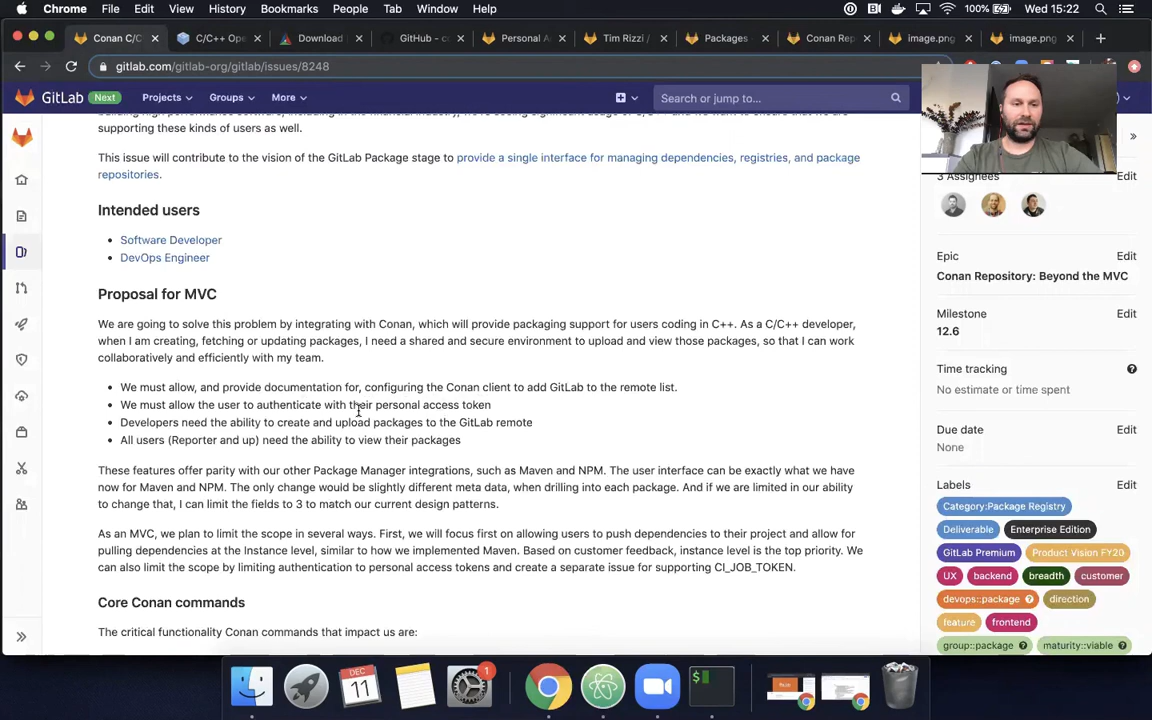 Chrome File Edit View History Bookmarks People Tab Window Help 100% Wed 15:22
Conan C/C
C/C++ Ope
Download
GitHub - c
Personal A
Tim Rizzi /
Packages
Conan Rep
image.png
image.png
gitlab.com/gitlab-org/gitlab/issues/8248
GitLab Next Projects Groups More Search or jump to...
supporting these kinds of users as well.
This issue will contribute to the vision of the GitLab Package stage to provide a single interface for managing dependencies, registries, and package
repositories.
Intended users
Software Developer
DevOps Engineer
Proposal for MVC
We are going to solve this problem by integrating with Conan, which will provide packaging support for users coding in C++. As a C/C++ developer,
when I am creating, fetching or updating packages, I need a shared and secure environment to upload and view those packages, so that I can work
collaboratively and efficiently with my team.
We must allow, and provide documentation for, configuring the Conan client to add GitLab to the remote list.
We must allow the user to authenticate with their personal access token
Developers need the ability to create and upload packages to the GitLab remote
All users (Reporter and up) need the ability to view their packages
These features offer parity with our other Package Manager integrations, such as Maven and NPM. The user interface can be exactly what we have
now for Maven and NPM. The only change would be slightly different meta data, when drilling into each package. And if we are limited in our ability
to change that, I can limit the fields to 3 to match our current design patterns.
As an MVC, we plan to limit the scope in several ways. First, we will focus first on allowing users to push dependencies to their project and allow for
pulling dependencies at the Instance level, similar to how we implemented Maven. Based on customer feedback, instance level is the top priority. We
can also limit the scope by limiting authentication to personal access tokens and create a separate issue for supporting CI_JOB_TOKEN.
Core Conan commands
The critical functionality Conan commands that impact us are:
3 Assignees Edit
Epic Edit
Conan Repository: Beyond the MVC
Milestone Edit
12.6
Time tracking
No estimate or time spent
Due date Edit
None
Labels Edit
Category:Package Registry
Deliverable Enterprise Edition
GitLab Premium Product Vision FY20
UX backend breadth customer
devops::package direction
feature frontend
group::package maturity::viable
DEC
11
1
$